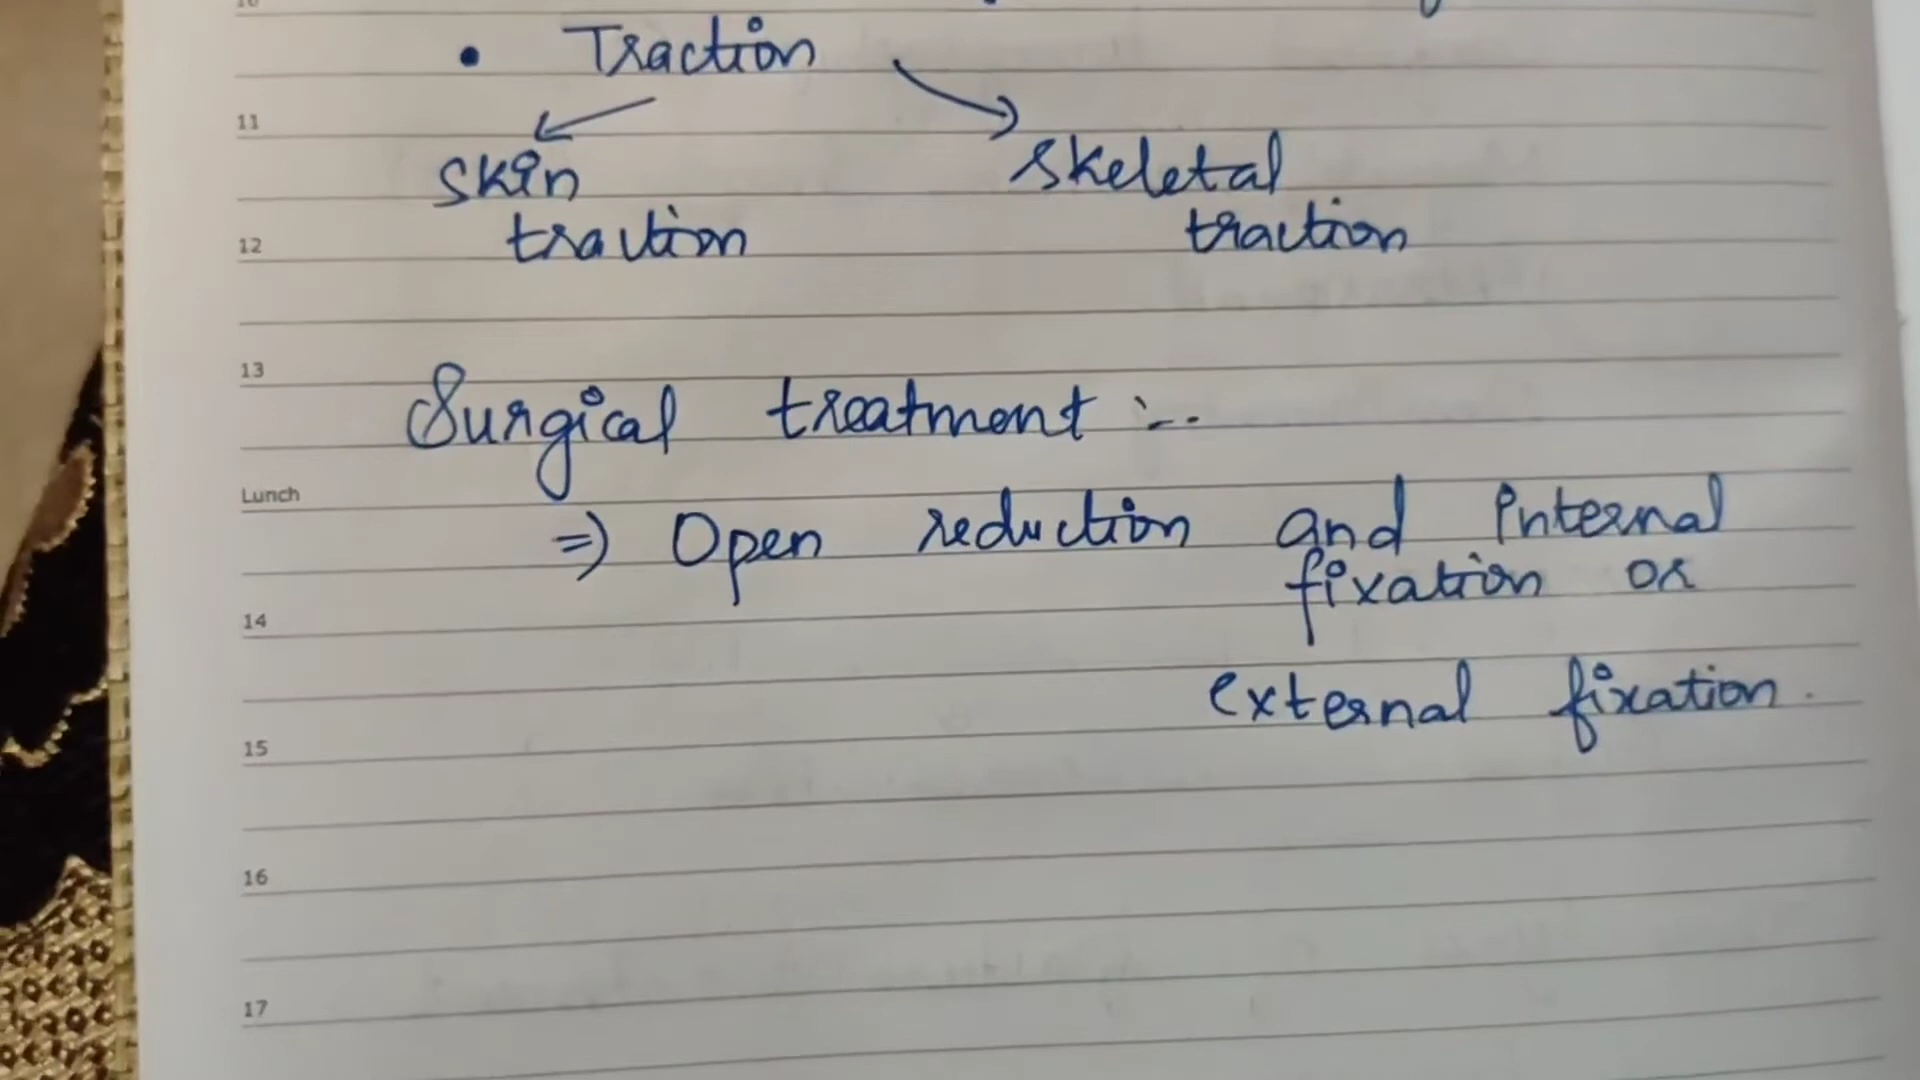 • Traction
11
Skin
Skeletal
traction
traction
12
13
Surgical treatment :-
Lunch
⇒ Open reduction and internal
fixation or
14
external fixation.
15
16
17